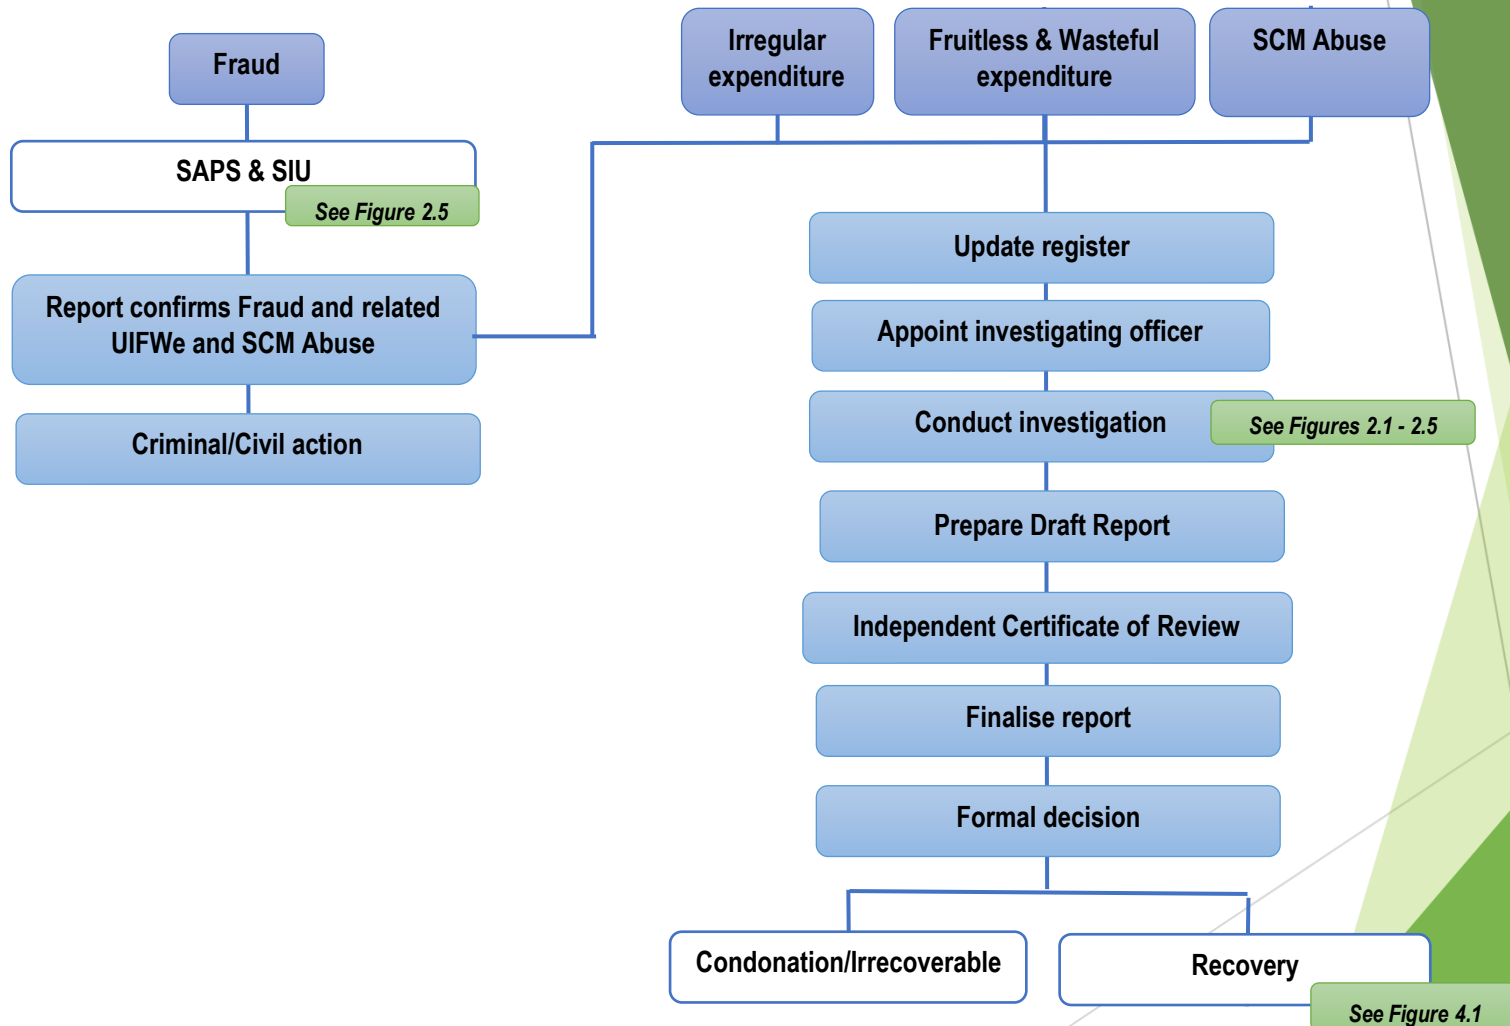 Fraud
SAPS & SIU
See Figure 2.5
Report confirms Fraud and related
UIFWe and SCM Abuse
Criminal/Civil action
Irregular
expenditure
Fruitless & Wasteful
expenditure
SCM Abuse
Update register
Appoint investigating officer
Conduct investigation
See Figures 2.1 - 2.5
Prepare Draft Report
Independent Certificate of Review
Finalise report
Formal decision
Condonation/Irrecoverable
Recovery
See Figure 4.1